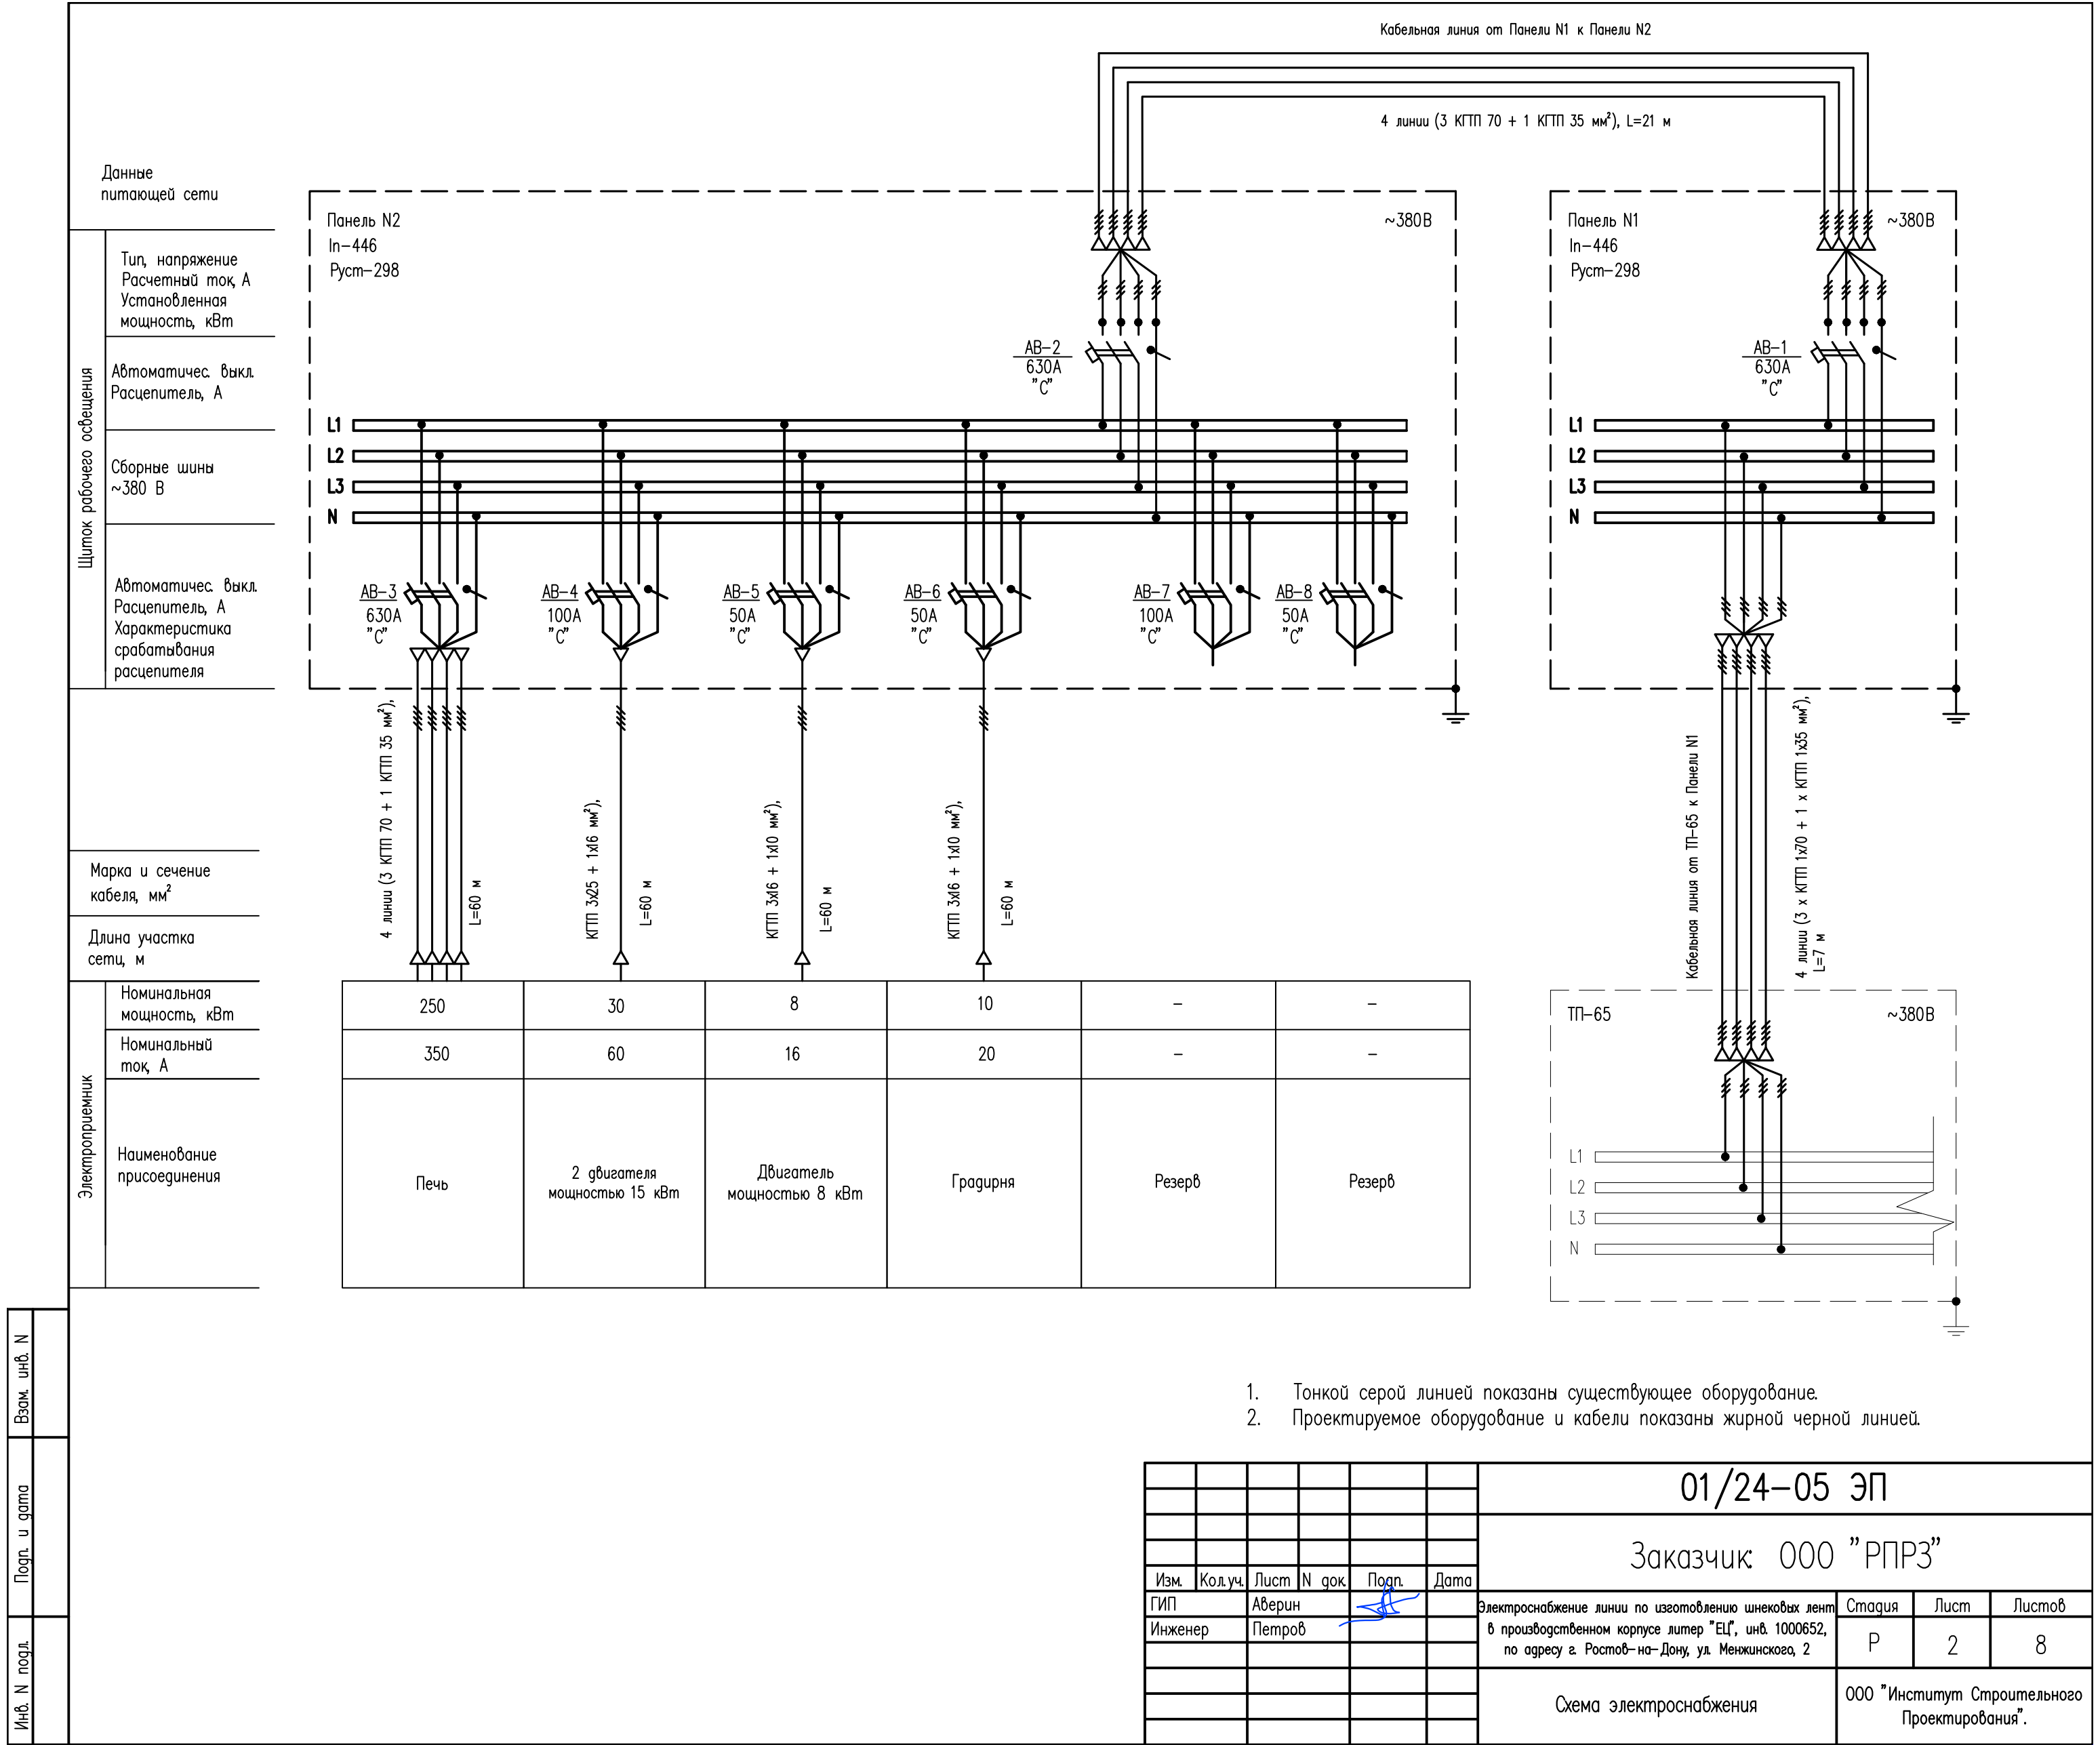 Кабельная линия от Панели N1 к Панели N2
4 линии (3 КГТП 70 + 1 КГТП 35 мм²), L=21 м
Данные
питающей сети
Щиток рабочего освещения
Тип, напряжение
Расчетный ток, А
Установленная
мощность, кВт
Автоматичес. выкл.
Расцепитель, А
Сборные шины
~380 В
Автоматичес. выкл.
Расцепитель, А
Характеристика
срабатывания
расцепителя
Марка и сечение
кабеля, мм²
Длина участка
сети, м
Электроприемник
Номинальная
мощность, кВт
Номинальный
ток, А
Наименование
присоединения
Панель N2
In-446
Руст-298
~380В
АВ-2
630А
"С"
L1
L2
L3
N
АВ-3
630А
"С"
АВ-4
100А
"С"
АВ-5
50А
"С"
АВ-6
50А
"С"
АВ-7
100А
"С"
АВ-8
50А
"С"
Панель N1
In-446
Руст-298
~380В
АВ-1
630А
"С"
L1
L2
L3
N
4 линии (3 КГТП 70 + 1 КГТП 35 мм²),
L=60 м
КГТП 3х25 + 1х16 мм²),
L=60 м
КГТП 3х16 + 1х10 мм²),
L=60 м
КГТП 3х16 + 1х10 мм²),
L=60 м
Кабельная линия от ТП-65 к Панели N1
4 линии (3 х КГТП 1х70 + 1 х КГТП 1х35 мм²),
L=7 м
250 30 8 10 - -
350 60 16 20 - -
Печь
2 двигателя
мощностью 15 кВт
Двигатель
мощностью 8 кВт
Градирня
Резерв
Резерв
ТП-65
~380В
L1
L2
L3
N
1. Тонкой серой линией показаны существующее оборудование.
2. Проектируемое оборудование и кабели показаны жирной черной линией.
Взам. инв. N
Подп. и дата
Инв. N подл.
01/24-05 ЭП
Заказчик: ООО "РПРЗ"
Изм. Кол.уч. Лист N док. Подп. Дата
ГИП Аверин
Инженер Петров
Электроснабжение линии по изготовлению шнековых лент
в производственном корпусе литер "ЕЦ", инв. 1000652,
по адресу г. Ростов-на-Дону, ул. Менжинского, 2
Стадия Лист Листов
Р 2 8
Схема электроснабжения
ООО "Институт Строительного
Проектирования".